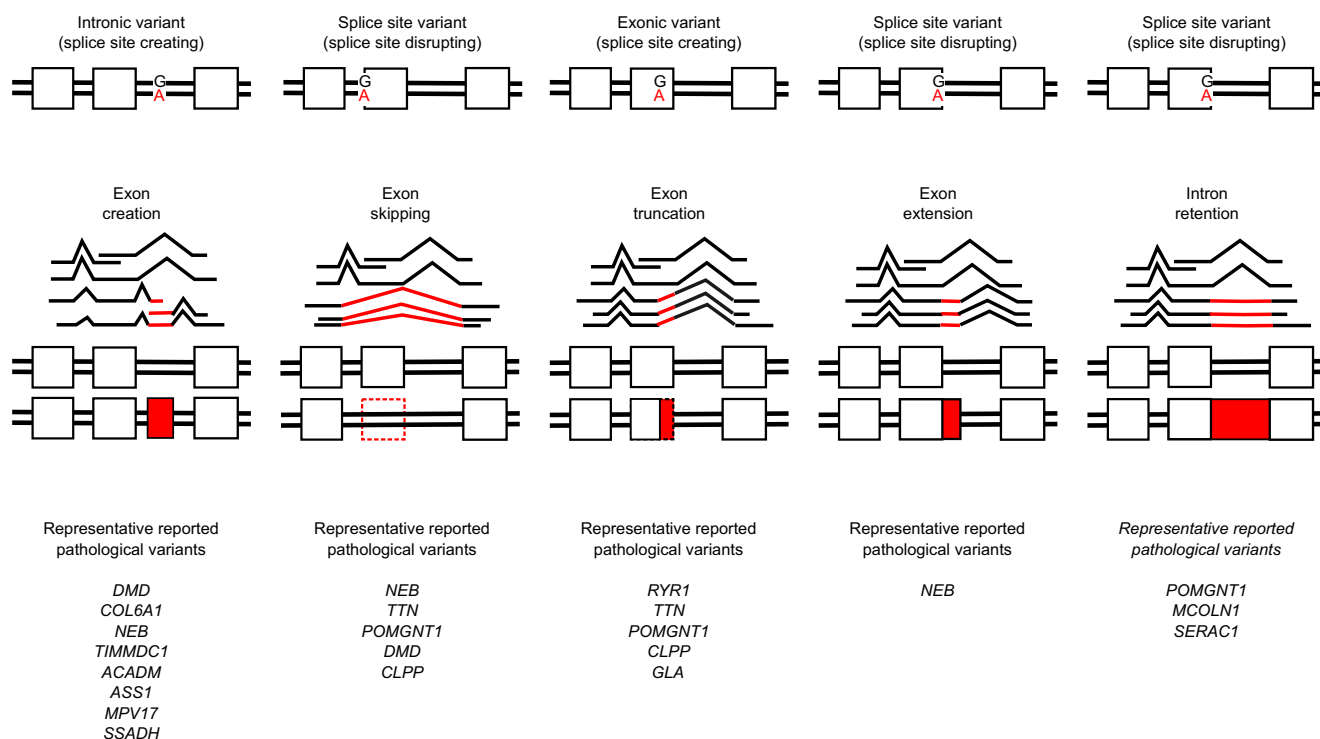 Intronic variant
(splice site creating)
Splice site variant
(splice site disrupting)
Exonic variant
(splice site creating)
Splice site variant
(splice site disrupting)
Splice site variant
(splice site disrupting)
G
A
G
A
G
A
G
A
G
A
Exon
creation
Exon
skipping
Exon
truncation
Exon
extension
Intron
retention
Representative reported
pathological variants
DMD
COL6A1
NEB
TIMMDC1
ACADM
ASS1
MPV17
SSADH
Representative reported
pathological variants
NEB
TTN
POMGNT1
DMD
CLPP
Representative reported
pathological variants
RYR1
TTN
POMGNT1
CLPP
GLA
Representative reported
pathological variants
NEB
Representative reported
pathological variants
POMGNT1
MCOLN1
SERAC1